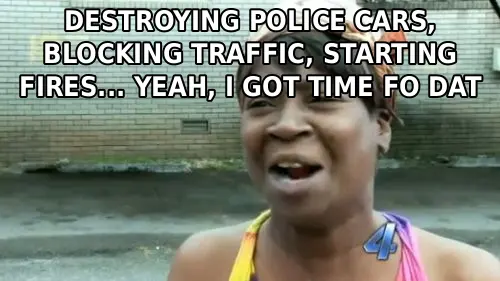 DESTROYING POLICE CARS,
BLOCKING TRAFFIC, STARTING
FIRES... YEAH, I GOT TIME FO DAT
4